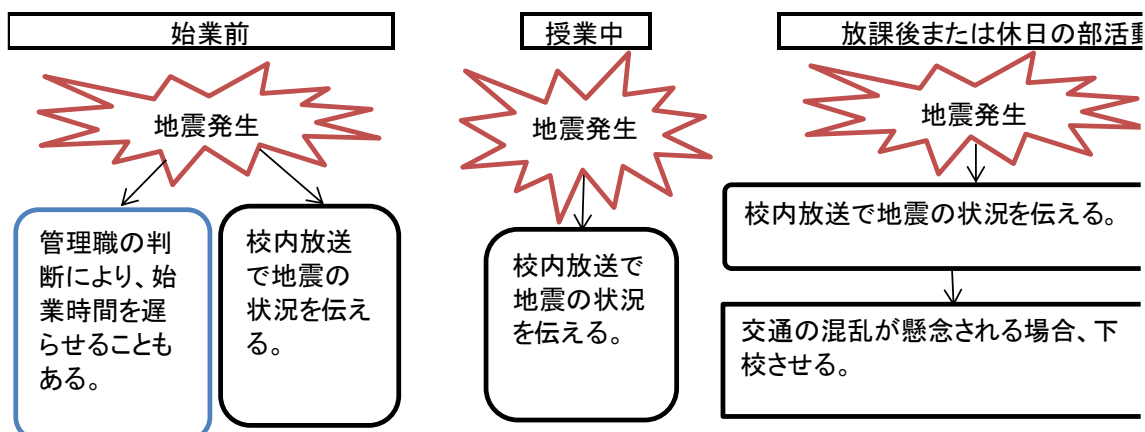 始業前
地震発生
管理職の判
断により、始
業時間を遅
らせることも
ある。
校内放送
で地震の
状況を伝え
る。
授業中
地震発生
校内放送で
地震の状況
を伝える。
放課後または休日の部活動
地震発生
校内放送で地震の状況を伝える。
交通の混乱が懸念される場合、下
校させる。